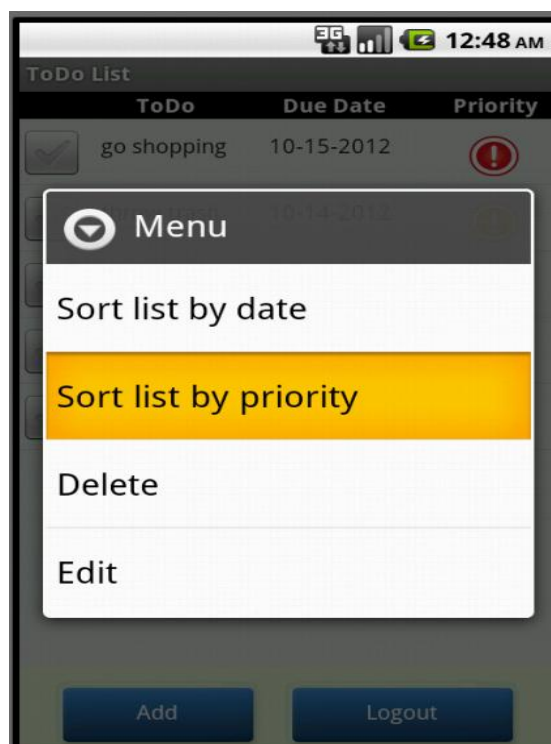 3G 12:48 AM
ToDo List
ToDo Due Date Priority
go shopping 10-15-2012
10-14-2012
Menu
Sort list by date
Sort list by priority
Delete
Edit
Add Logout